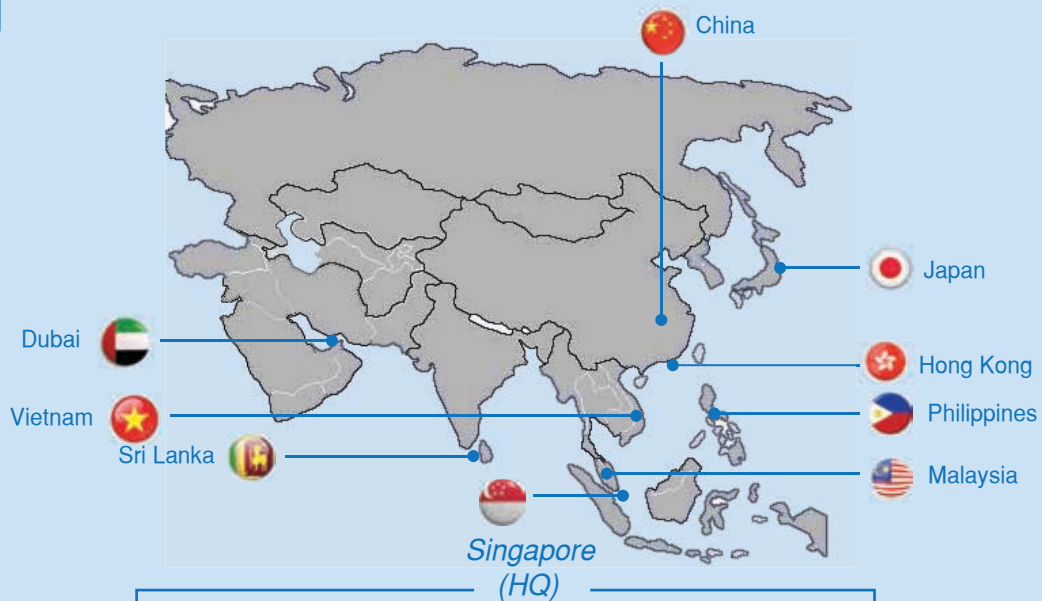 China
Japan
Dubai
Hong Kong
Vietnam
Philippines
Sri Lanka
Malaysia
Singapore
(HQ)